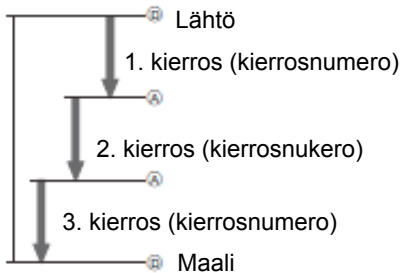 Lähtö
1. kierros (kierrosnumero)
A
2. kierros (kierrosnukero)
A
3. kierros (kierrosnumero)
Maali